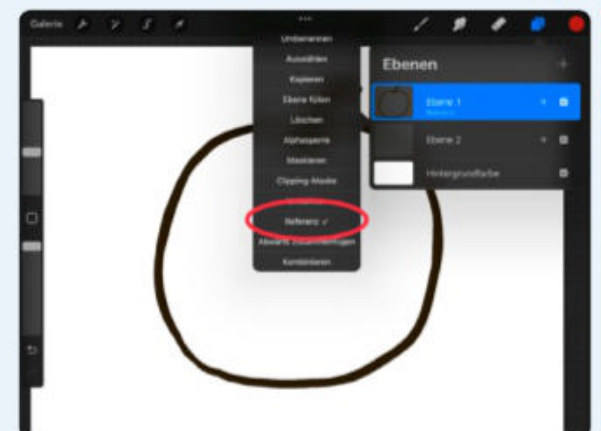 Galerie
Umbenennen
Auswählen
Kopieren
Ebene füllen
Löschen
Alphasperre
Maskieren
Clipping-Maske
Referenz ✓
Abwärts zusammenfügen
Kombinieren
Ebenen
Ebene 1
Referenz
Ebene 2
Hintergrundfarbe